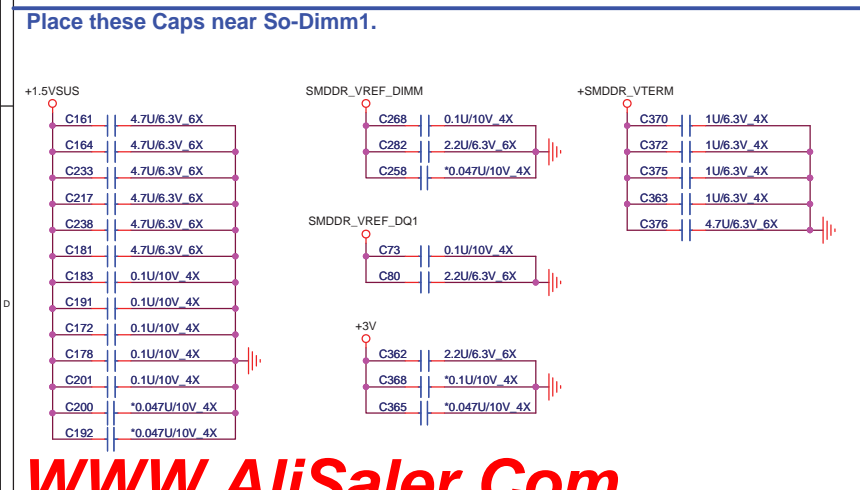 Place these Caps near So-Dimm1.
+1.5VSUS
C161 4.7U/6.3V_6X
C164 4.7U/6.3V_6X
C233 4.7U/6.3V_6X
C217 4.7U/6.3V_6X
C238 4.7U/6.3V_6X
C181 4.7U/6.3V_6X
C183 0.1U/10V_4X
C191 0.1U/10V_4X
C172 0.1U/10V_4X
C178 0.1U/10V_4X
C201 0.1U/10V_4X
C200 *0.047U/10V_4X
C192 *0.047U/10V_4X
SMDDR_VREF_DIMM
C268 0.1U/10V_4X
C282 2.2U/6.3V_6X
C258 *0.047U/10V_4X
SMDDR_VREF_DQ1
C73 0.1U/10V_4X
C80 2.2U/6.3V_6X
+3V
C362 2.2U/6.3V_6X
C368 *0.1U/10V_4X
C365 *0.047U/10V_4X
+SMDDR_VTERM
C370 1U/6.3V_4X
C372 1U/6.3V_4X
C375 1U/6.3V_4X
C363 1U/6.3V_4X
C376 4.7U/6.3V_6X
D
WWW.AliSaler.Com